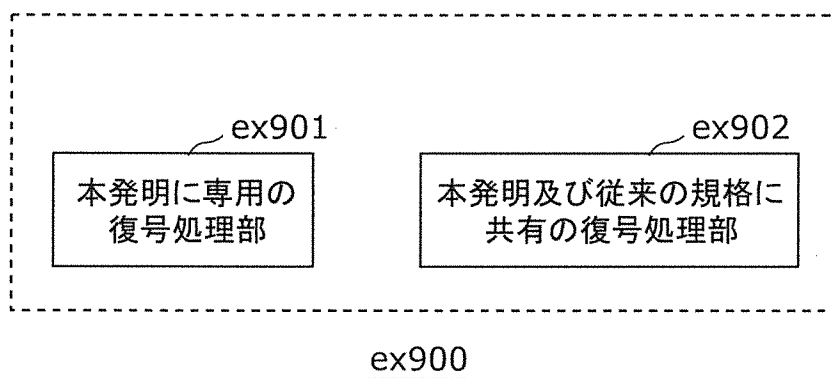 ex901
本発明に専用の
復号処理部
ex902
本発明及び従来の規格に
共有の復号処理部
ex900